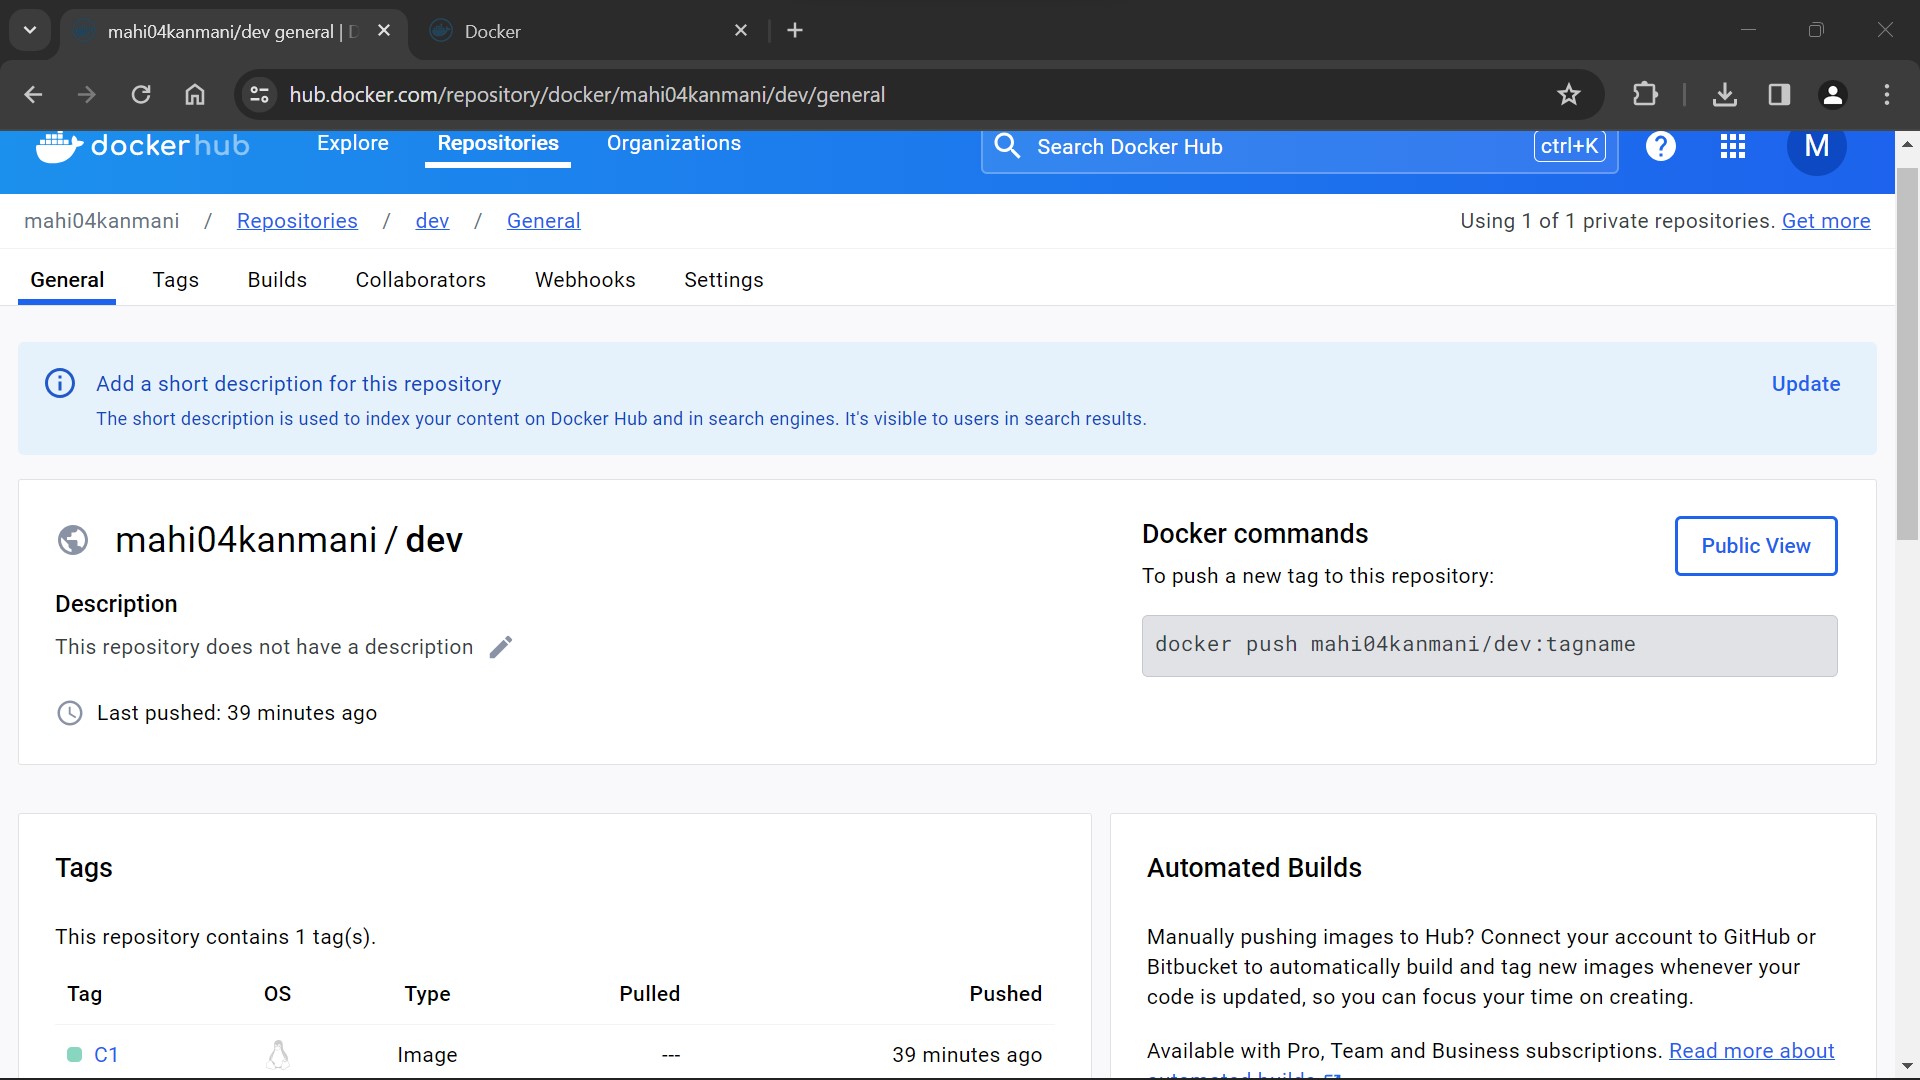 mahi04kanmani/dev general |
Docker
hub.docker.com/repository/docker/mahi04kanmani/dev/general
dockerhub
Explore
Repositories
Organizations
Search Docker Hub
ctrl+K
M
mahi04kanmani / Repositories / dev / General
Using 1 of 1 private repositories. Get more
General
Tags
Builds
Collaborators
Webhooks
Settings
Add a short description for this repository
Update
The short description is used to index your content on Docker Hub and in search engines. It's visible to users in search results.
mahi04kanmani / dev
Description
This repository does not have a description
Last pushed: 39 minutes ago
Docker commands
Public View
To push a new tag to this repository:
docker push mahi04kanmani/dev:tagname
Tags
This repository contains 1 tag(s).
Tag OS Type Pulled Pushed
C1 Image --- 39 minutes ago
Automated Builds
Manually pushing images to Hub? Connect your account to GitHub or
Bitbucket to automatically build and tag new images whenever your
code is updated, so you can focus your time on creating.
Available with Pro, Team and Business subscriptions. Read more about
automated builds